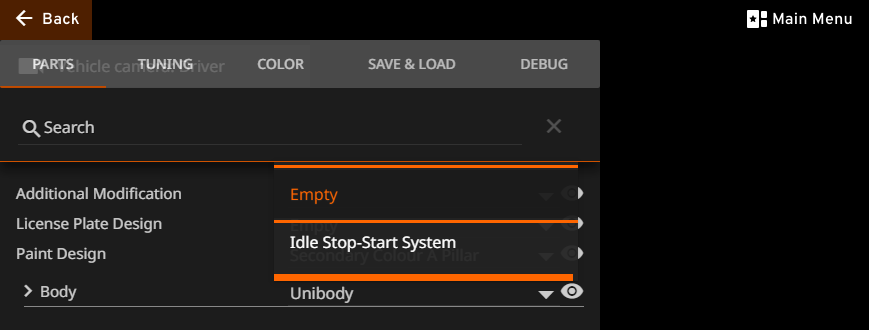 Back
Main Menu
Vehicle camera: Driver
PARTS TUNING COLOR SAVE & LOAD DEBUG
Search
Additional Modification Empty
License Plate Design Empty
Idle Stop-Start System
Paint Design Secondary Colour A Pillar
Body Unibody